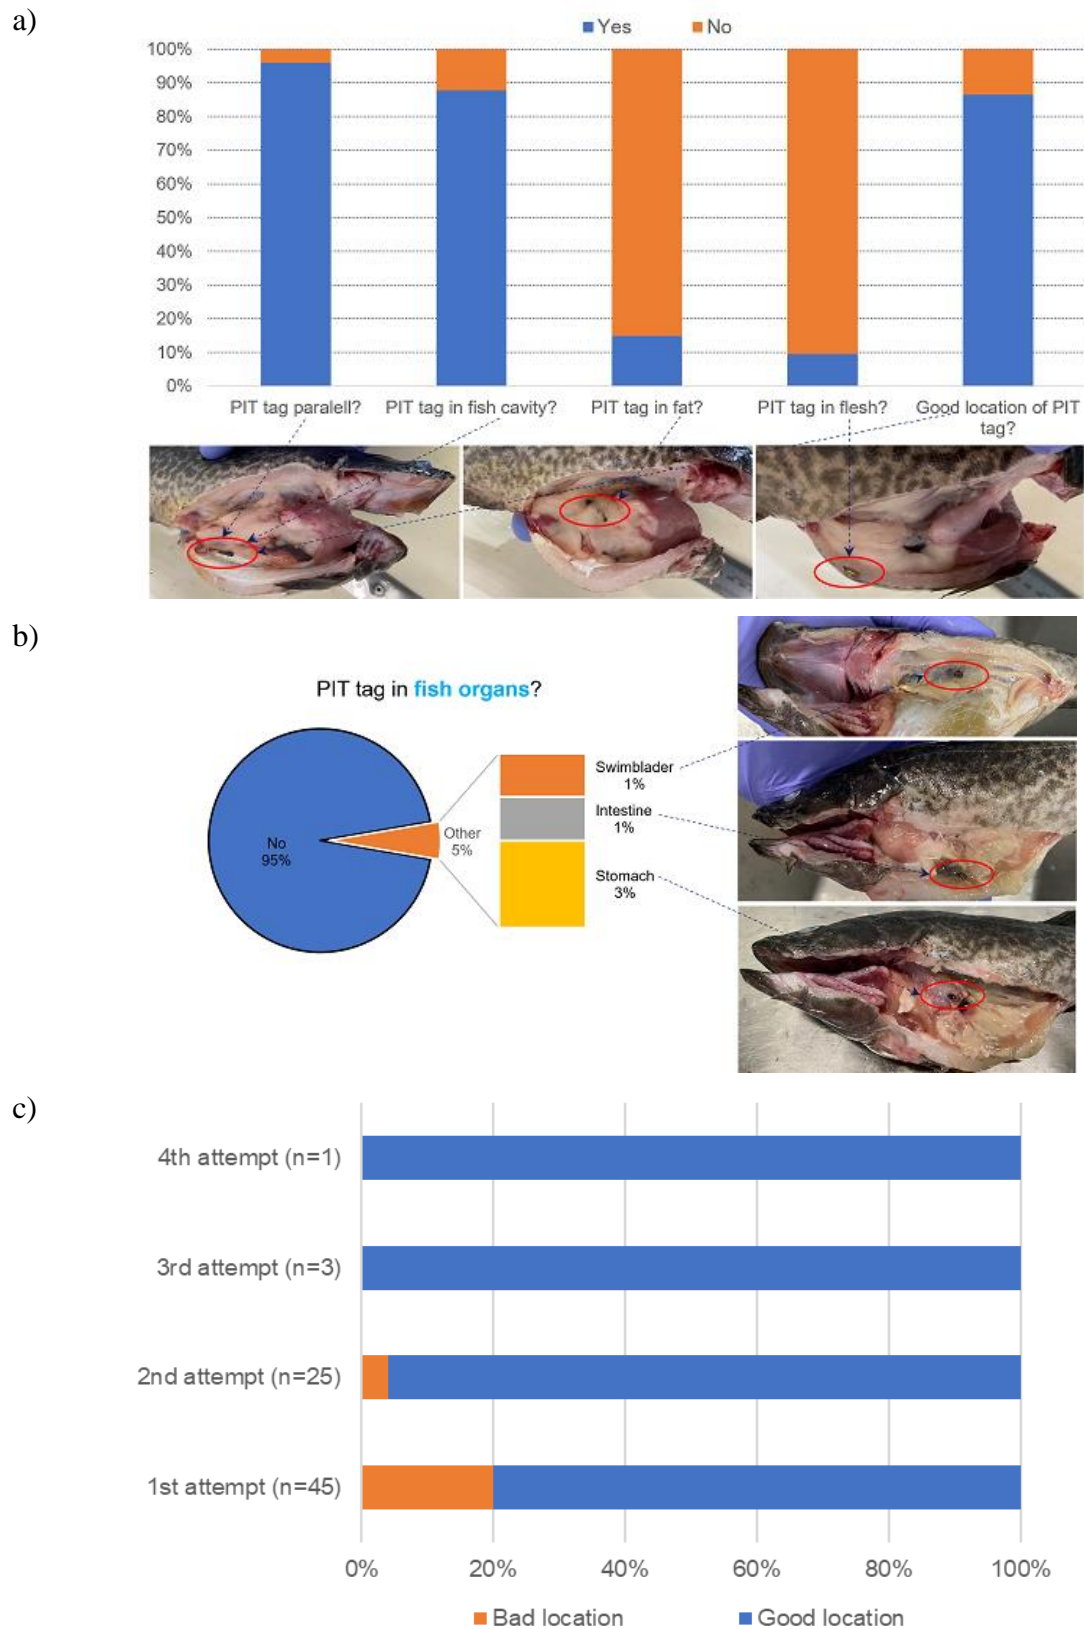 a)
Yes No
100%
90%
80%
70%
60%
50%
40%
30%
20%
10%
0%
PIT tag paralell? PIT tag in fish cavity? PIT tag in fat? PIT tag in flesh? Good location of PIT
tag?
b)
PIT tag in fish organs?
No
95%
Other
5%
Swimblader
1%
Intestine
1%
Stomach
3%
c)
4th attempt (n=1)
3rd attempt (n=3)
2nd attempt (n=25)
1st attempt (n=45)
0% 20% 40% 60% 80% 100%
Bad location Good location